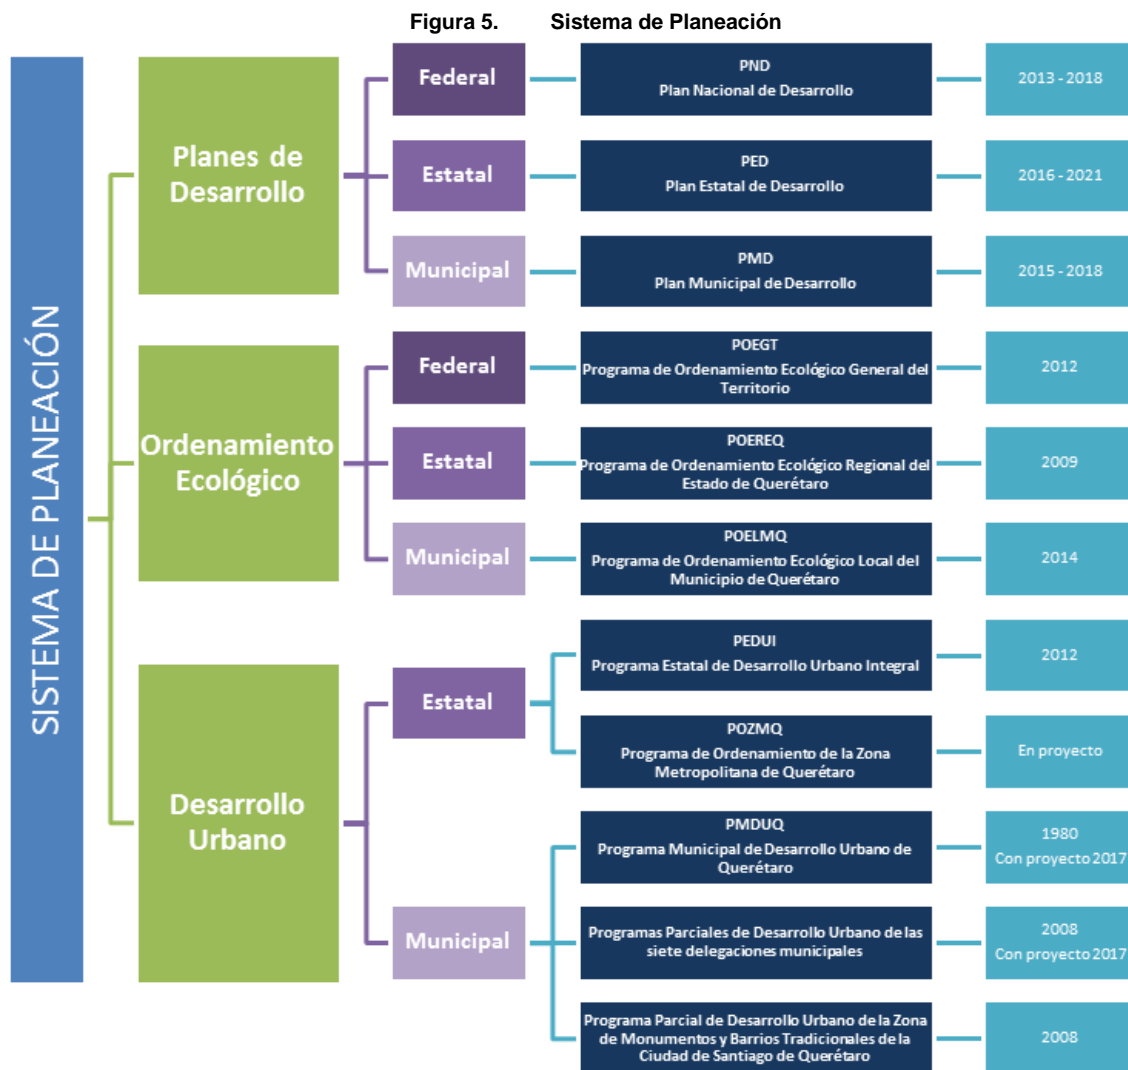 Figura 5. Sistema de Planeación
SISTEMA DE PLANEACIÓN
Planes de
Desarrollo
Federal
PND
Plan Nacional de Desarrollo
2013 - 2018
Estatal
PED
Plan Estatal de Desarrollo
2016 - 2021
Municipal
PMD
Plan Municipal de Desarrollo
2015 - 2018
Ordenamiento
Ecológico
Federal
POEGT
Programa de Ordenamiento Ecológico General del
Territorio
2012
Estatal
POEREQ
Programa de Ordenamiento Ecológico Regional del
Estado de Querétaro
2009
Municipal
POELMQ
Programa de Ordenamiento Ecológico Local del
Municipio de Querétaro
2014
Desarrollo
Urbano
Estatal
PEDUI
Programa Estatal de Desarrollo Urbano Integral
2012
POZMQ
Programa de Ordenamiento de la Zona
Metropolitana de Querétaro
En proyecto
Municipal
PMDUQ
Programa Municipal de Desarrollo Urbano de
Querétaro
1980
Con proyecto 2017
Programas Parciales de Desarrollo Urbano de las
siete delegaciones municipales
2008
Con proyecto 2017
Programa Parcial de Desarrollo Urbano de la Zona
de Monumentos y Barrios Tradicionales de la
Ciudad de Santiago de Querétaro
2008